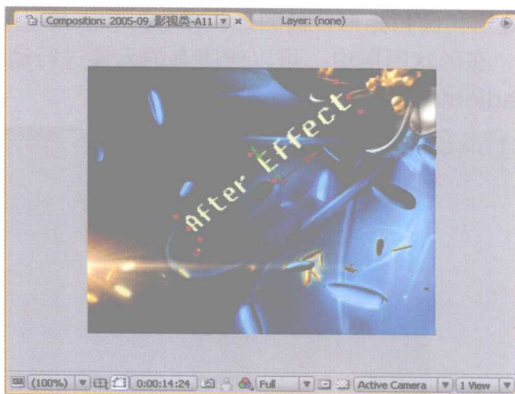 Composition: 2005-09_影视类-A11
Layer: (none)
After Effect
(100%)
0:00:14:24
Full
Active Camera
1 View